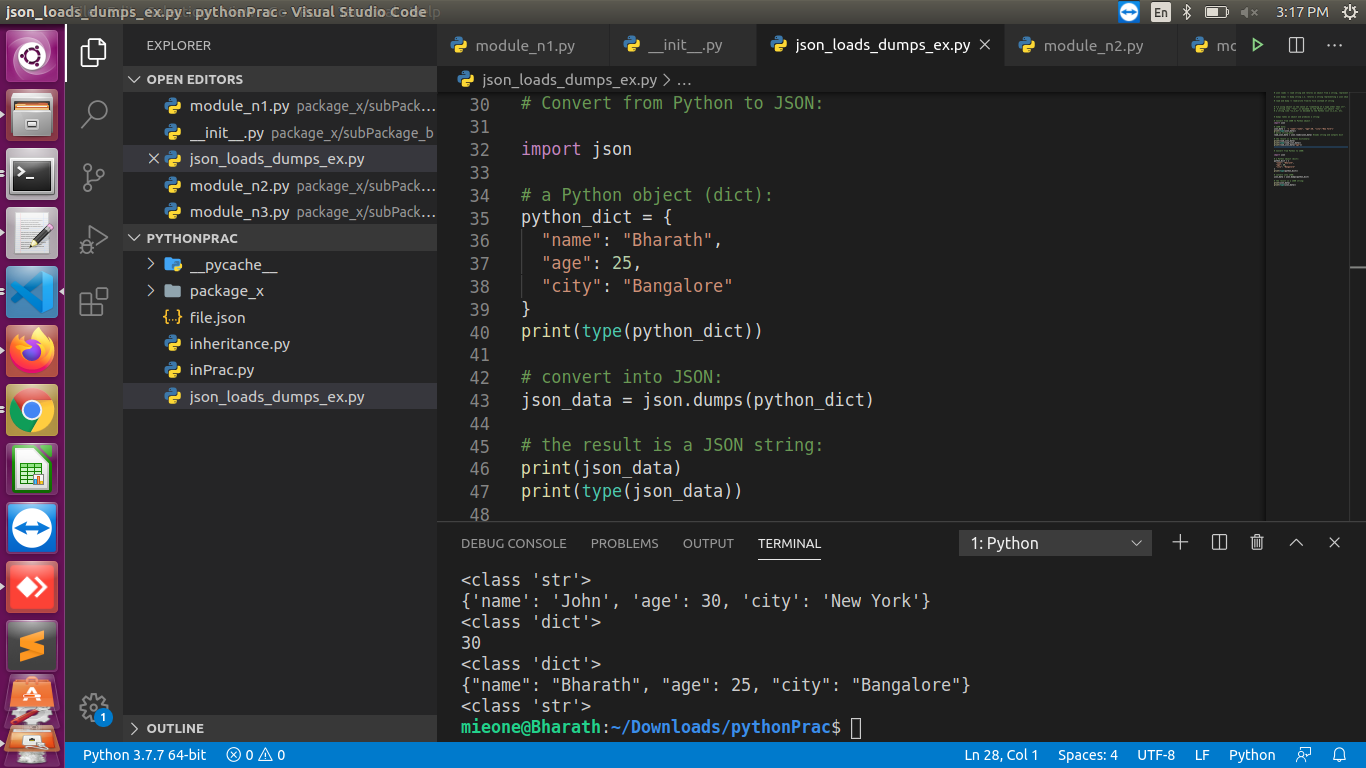 json_loads_dumps_ex.py - pythonPrac - Visual Studio Code
En
3:17 PM
EXPLORER
OPEN EDITORS
module_n1.py package_x/subPack...
__init__.py package_x/subPackage_b
json_loads_dumps_ex.py
module_n2.py package_x/subPack...
module_n3.py package_x/subPack...
PYTHONPRAC
__pycache__
package_x
file.json
inheritance.py
inPrac.py
json_loads_dumps_ex.py
OUTLINE
1
module_n1.py
__init__.py
json_loads_dumps_ex.py
module_n2.py
mo
json_loads_dumps_ex.py > ...
30 # Convert from Python to JSON:
31
32 import json
33
34 # a Python object (dict):
35 python_dict = {
36 "name": "Bharath",
37 "age": 25,
38 "city": "Bangalore"
39 }
40 print(type(python_dict))
41
42 # convert into JSON:
43 json_data = json.dumps(python_dict)
44
45 # the result is a JSON string:
46 print(json_data)
47 print(type(json_data))
48
DEBUG CONSOLE PROBLEMS OUTPUT TERMINAL
1: Python
<class 'str'>
{'name': 'John', 'age': 30, 'city': 'New York'}
<class 'dict'>
30
<class 'dict'>
{"name": "Bharath", "age": 25, "city": "Bangalore"}
<class 'str'>
mieone@Bharath:~/Downloads/pythonPrac$
Python 3.7.7 64-bit 0 0 Ln 28, Col 1 Spaces: 4 UTF-8 LF Python